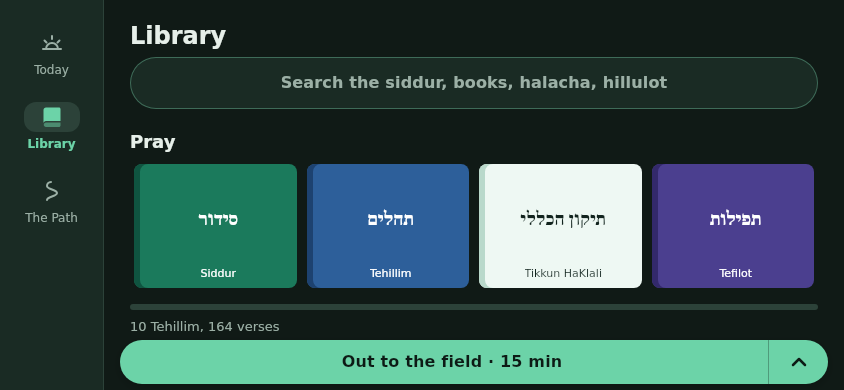 Today
Library
The Path
Library
Search the siddur, books, halacha, hillulot
Pray
סידור
Siddur
תהלים
Tehillim
תיקון הכללי
Tikkun HaKlali
תפילות
Tefilot
10 Tehillim, 164 verses
Out to the field · 15 min